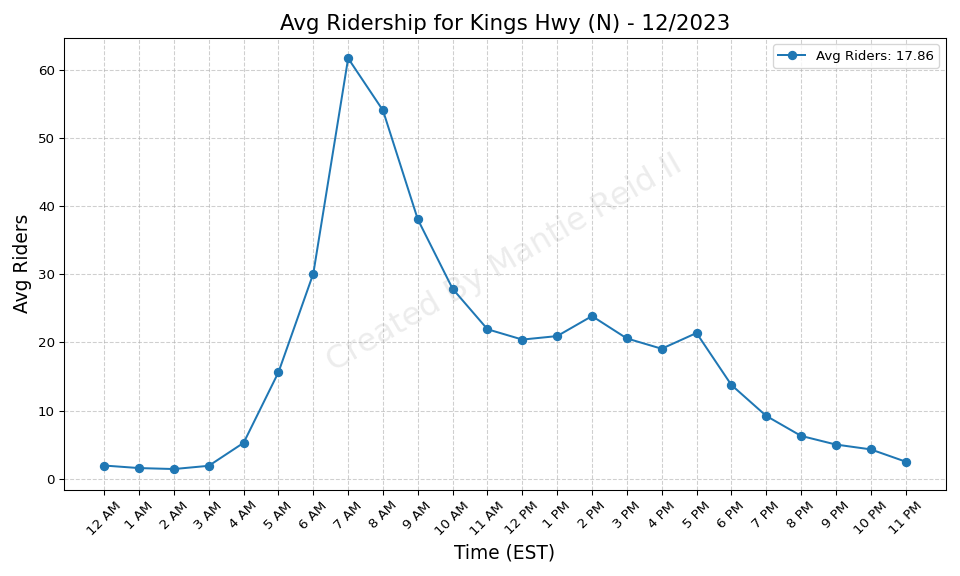 Avg Ridership for Kings Hwy (N) - 12/2023
Avg Riders: 17.86
60
50
40
30
20
10
0
Avg Riders
Created By Mantie Reid II
12 AM 1 AM 2 AM 3 AM 4 AM 5 AM 6 AM 7 AM 8 AM 9 AM 10 AM 11 AM 12 PM 1 PM 2 PM 3 PM 4 PM 5 PM 6 PM 7 PM 8 PM 9 PM 10 PM 11 PM
Time (EST)